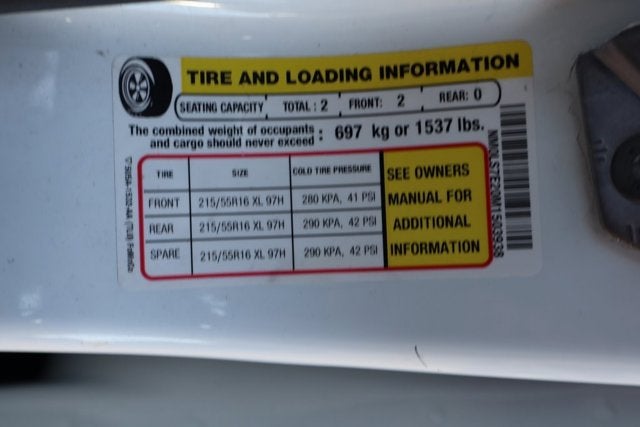 TIRE AND LOADING INFORMATION
SEATING CAPACITY TOTAL: 2 FRONT: 2 REAR: 0
The combined weight of occupants
and cargo should never exceed : 697 kg or 1537 lbs.
TIRE SIZE COLD TIRE PRESSURE
FRONT 215/55R16 XL 97H 280 KPA, 41 PSI
REAR 215/55R16 XL 97H 290 KPA, 42 PSI
SPARE 215/55R16 XL 97H 290 KPA, 42 PSI
SEE OWNERS
MANUAL FOR
ADDITIONAL
INFORMATION